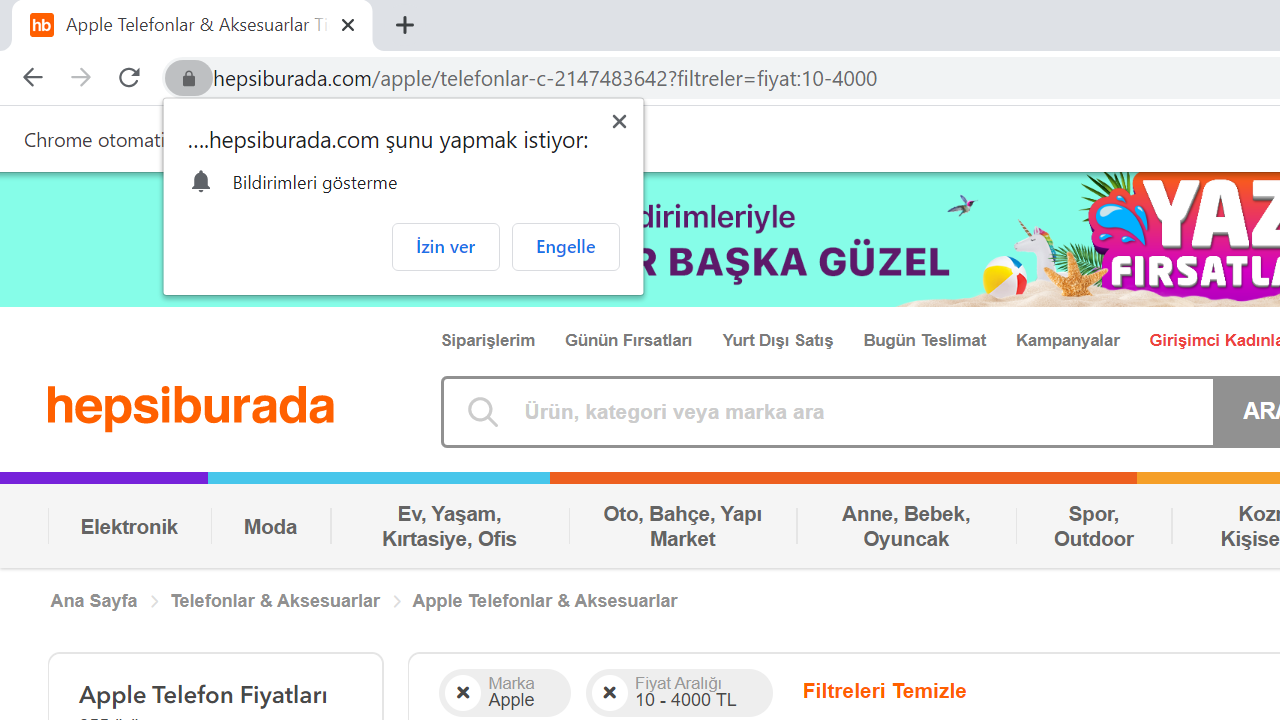 hb Apple Telefonlar & Aksesuarlar Ti
hepsiburada.com/apple/telefonlar-c-2147483642?filtreler=fiyat:10-4000
Chrome otomati
....hepsiburada.com şunu yapmak istiyor:
Bildirimleri gösterme
İzin ver Engelle
dirimleriyle
R BAŞKA GÜZEL
YAZ
FIRSATLA
Siparişlerim Günün Fırsatları Yurt Dışı Satış Bugün Teslimat Kampanyalar Girişimci Kadınla
hepsiburada
Ürün, kategori veya marka ara
ARA
Elektronik
Moda
Ev, Yaşam,
Kırtasiye, Ofis
Oto, Bahçe, Yapı
Market
Anne, Bebek,
Oyuncak
Spor,
Outdoor
Kozr
Kişise
Ana Sayfa Telefonlar & Aksesuarlar Apple Telefonlar & Aksesuarlar
Apple Telefon Fiyatları
Marka
Apple
Fiyat Aralığı
10 - 4000 TL
Filtreleri Temizle